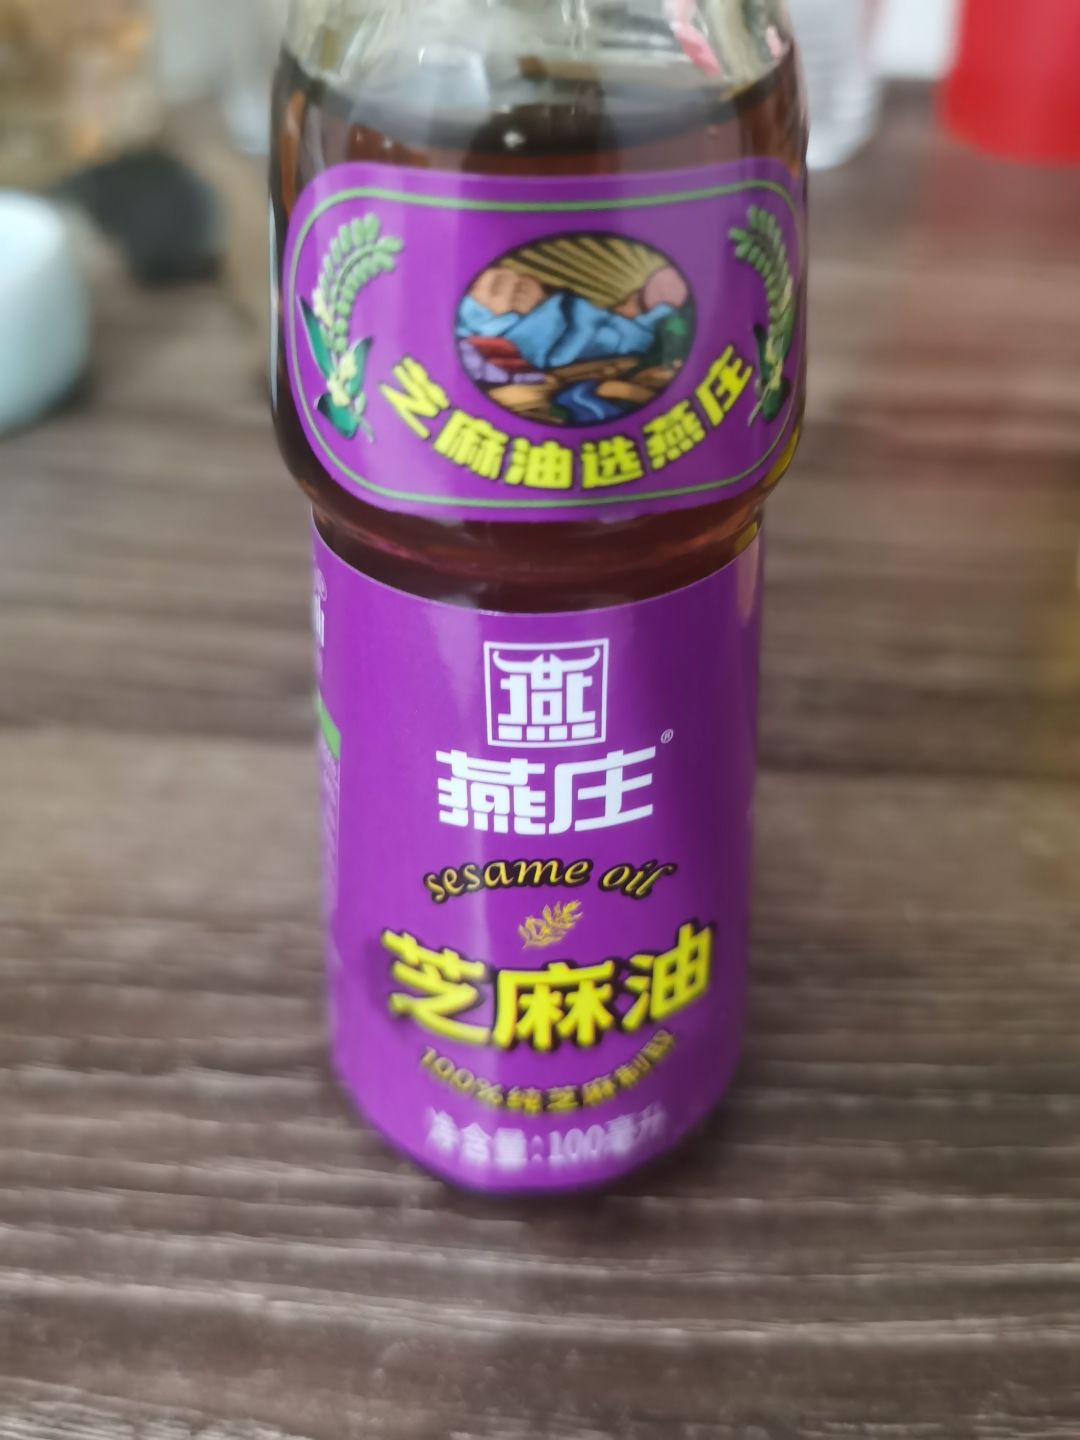 芝麻油选燕庄
燕
燕庄®
sesame oil
芝麻油
100%纯芝麻制取
净含量:100毫升